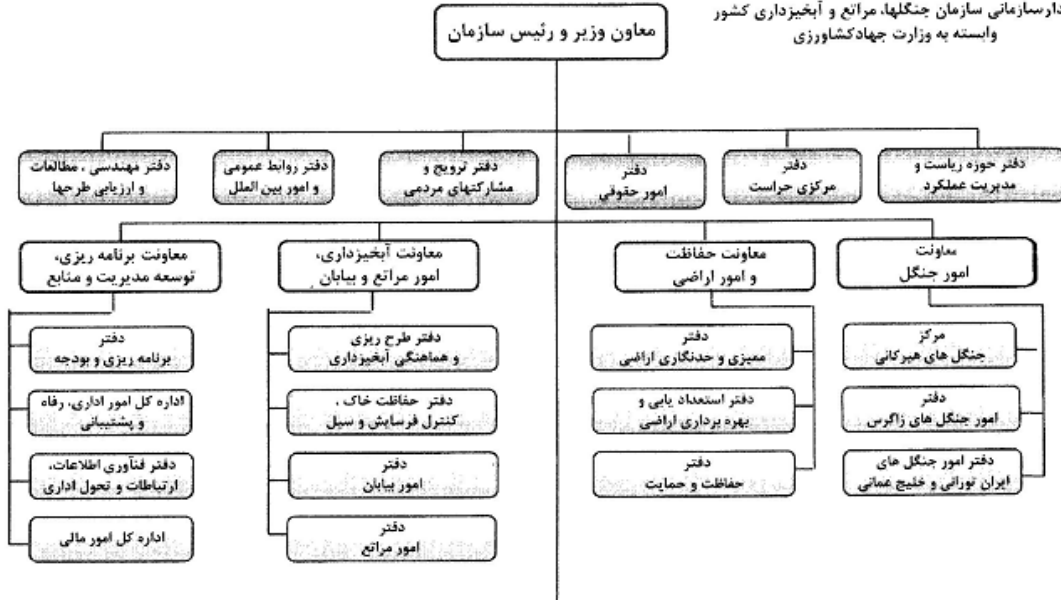 دارسازمانی سازمان جنگلها، مراتع و آبخیزداری کشور
وابسته به وزارت جهادکشاورزی
معاون وزیر و رئیس سازمان
دفتر حوزه ریاست و
مدیریت عملکرد
دفتر
مرکزی حراست
دفتر
امور حقوقی
دفتر ترویج و
مشارکتهای مردمی
دفتر روابط عمومی
و امور بین الملل
دفتر مهندسی ، مطالعات
و ارزیابی طرحها
معاونت
امور جنگل
معاونت حفاظت
و امور اراضی
معاونت آبخیزداری،
امور مراتع و بیابان
معاونت برنامه ریزی،
توسعه مدیریت و منابع
مرکز
جنگل های هیرکانی
دفتر
امور جنگل های زاگرس
دفتر امور جنگل های
ایران تورانی و خلیج عمانی
دفتر
ممیزی و حدنگاری اراضی
دفتر استعداد یابی و
بهره برداری اراضی
دفتر
حفاظت و حمایت
دفتر طرح ریزی
و هماهنگی آبخیزداری
دفتر حفاظت خاک ،
کنترل فرسایش و سیل
دفتر
امور بیابان
دفتر
امور مراتع
دفتر
برنامه ریزی و بودجه
اداره کل امور اداری، رفاه
و پشتیبانی
دفتر فنآوری اطلاعات،
ارتباطات و تحول اداری
اداره کل امور مالی